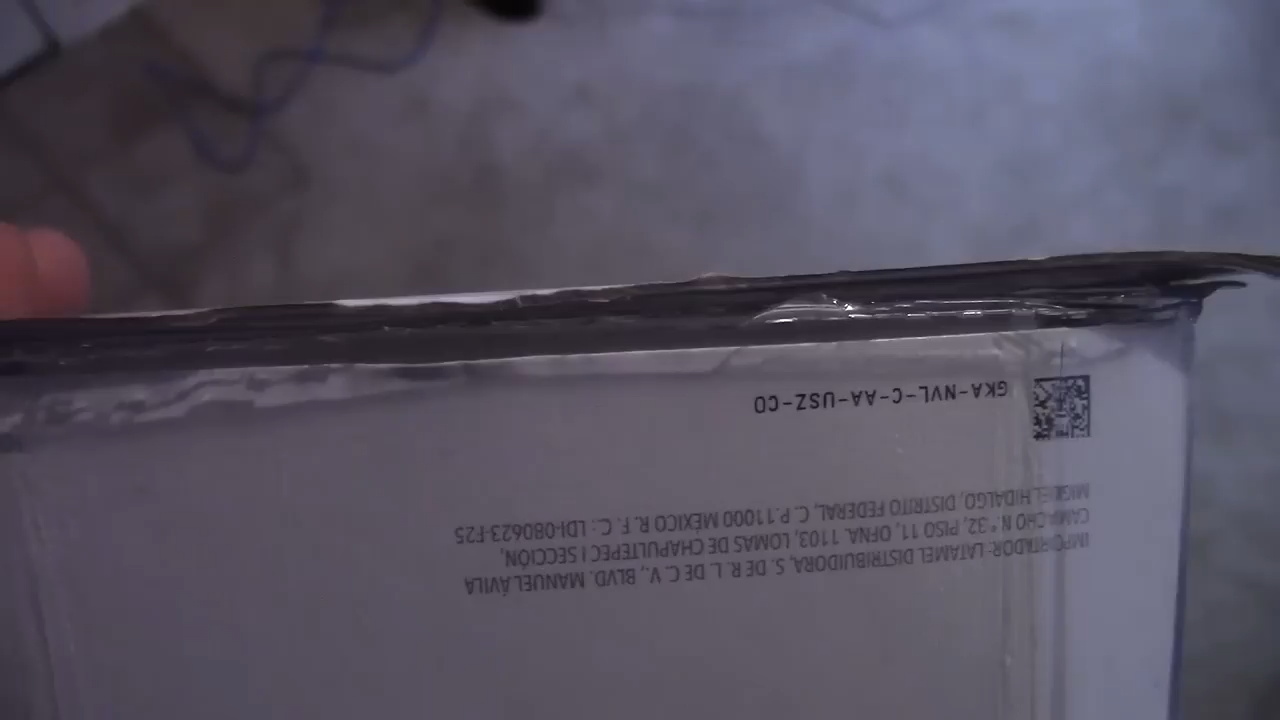 IMPORTADOR: LATAMEL DISTRIBUIDORA, S. DE R. L. DE C. V., BLVD. MANUEL ÁVILA
CAMACHO N.° 32, PISO 11, OFNA. 1103, LOMAS DE CHAPULTEPEC I SECCIÓN,
MIGUEL HIDALGO, DISTRITO FEDERAL, C. P. 11000 MÉXICO R. F. C.: LDI-080623-F25
GKA-NVL-C-AA-USZ-CO